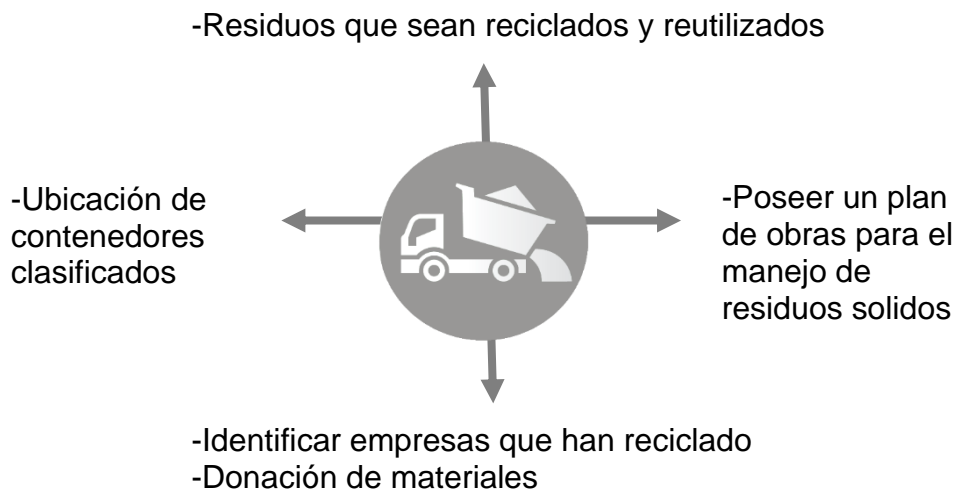 -Residuos que sean reciclados y reutilizados
-Ubicación de
contenedores
clasificados
-Poseer un plan
de obras para el
manejo de
residuos solidos
-Identificar empresas que han reciclado
-Donación de materiales